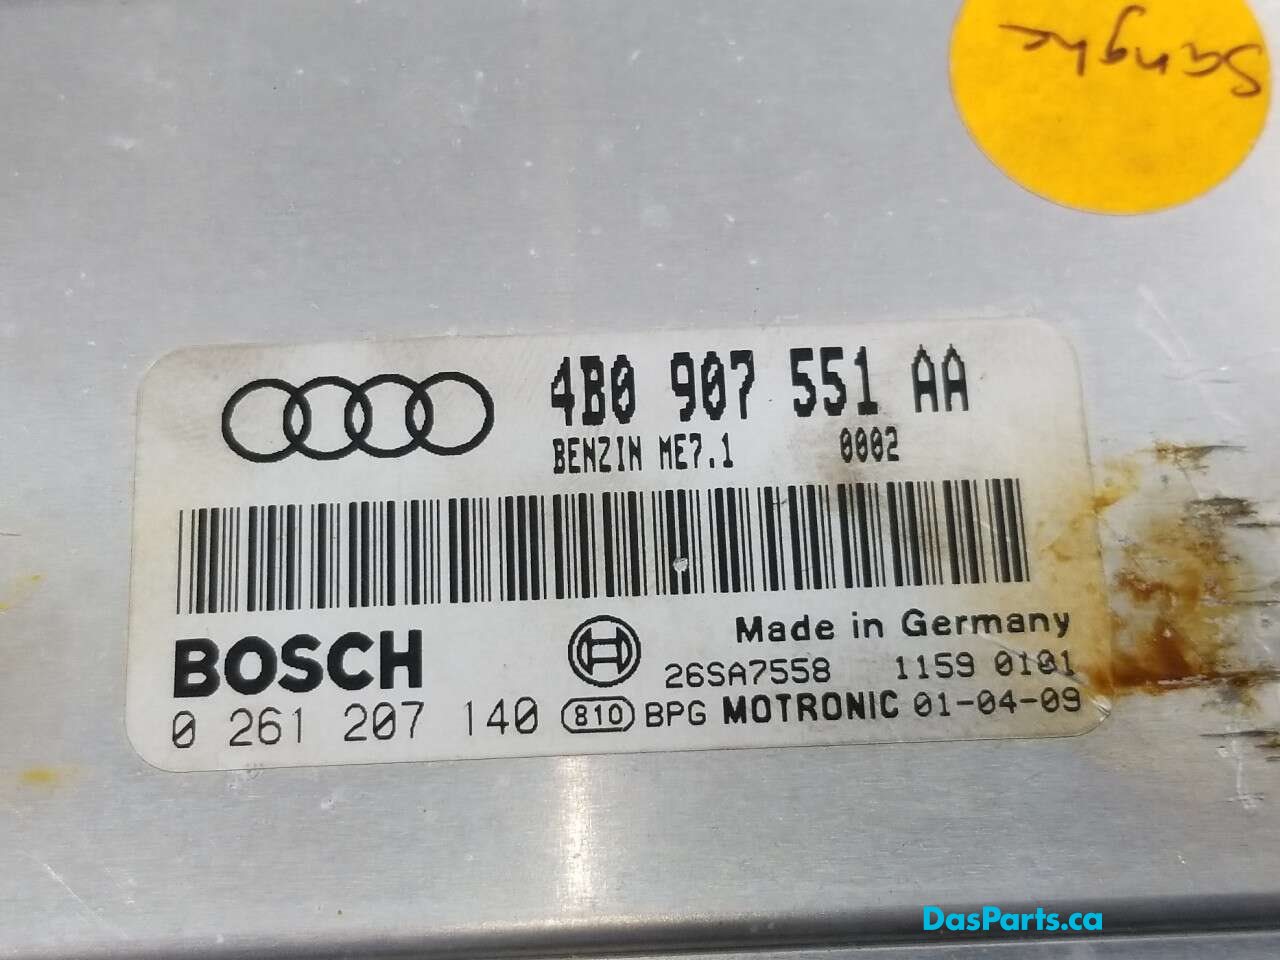 Sanghe
4B0 907 551 AA
BENZIN ME7.1 0002
BOSCH
Made in Germany
26SA7558 1159 0101
0 261 207 140 810 BPG MOTRONIC 01-04-09
DasParts.ca